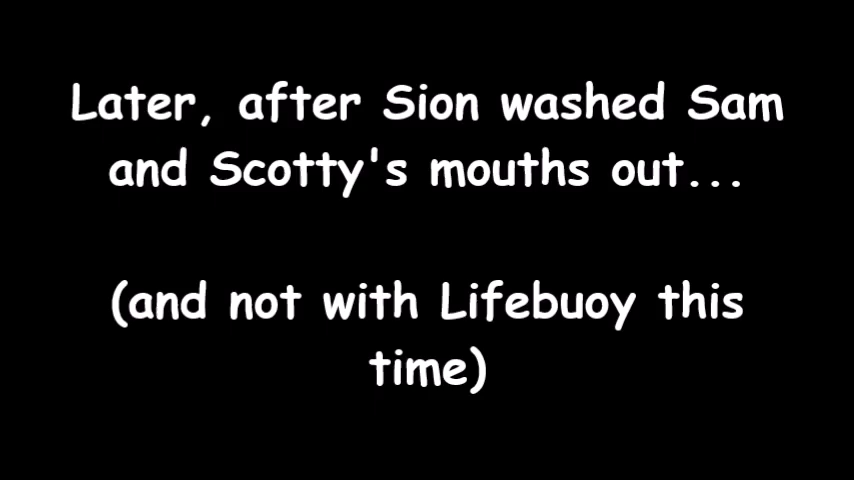 Later, after Sion washed Sam
and Scotty's mouths out...
(and not with Lifebuoy this
time)